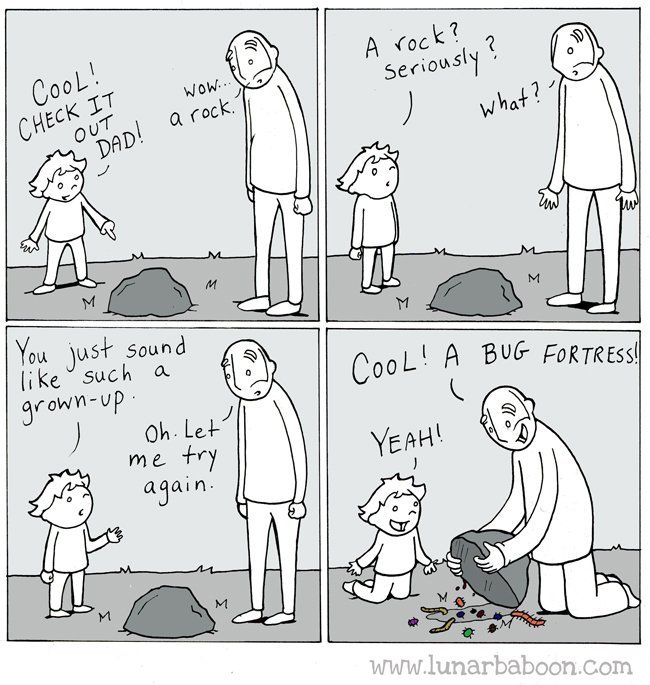 COOL!
CHECK IT
OUT
DAD!
wow...
a rock.
A rock?
Seriously?
what?
You just sound
like such a
grown-up.
Oh. Let
me try
again.
COOL! A BUG FORTRESS!
YEAH!
www.lunarbaboon.com